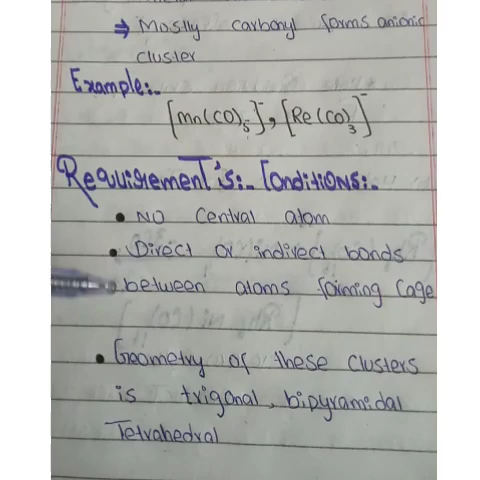 ⇒ Mostly carbonyl forms anionic
cluster
Example:-
[mn(CO)5]⁻, [Re(CO)3]⁻
Requirement's:- Conditions:-
• NO Central atom
• Direct or indirect bonds
between atoms forming Cage
• Geometry of these clusters
is trigonal, bipyramidal
Tetrahedral